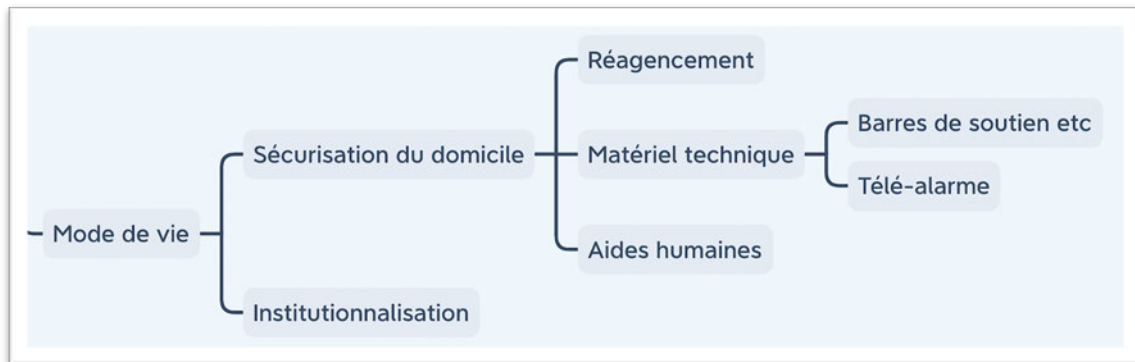 Mode de vie
Sécurisation du domicile
Réagencement
Matériel technique
Barres de soutien etc
Télé-alarme
Aides humaines
Institutionnalisation